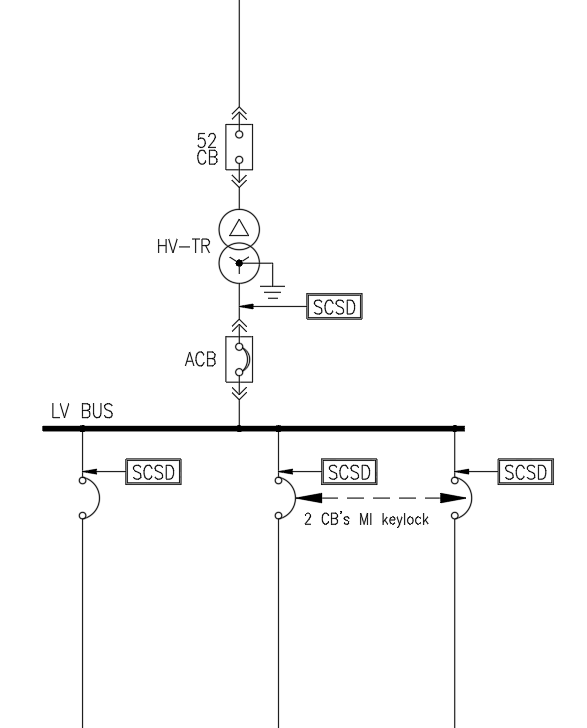 52
CB
HV-TR
SCSD
ACB
LV BUS
SCSD
SCSD
SCSD
2 CB's MI keylock